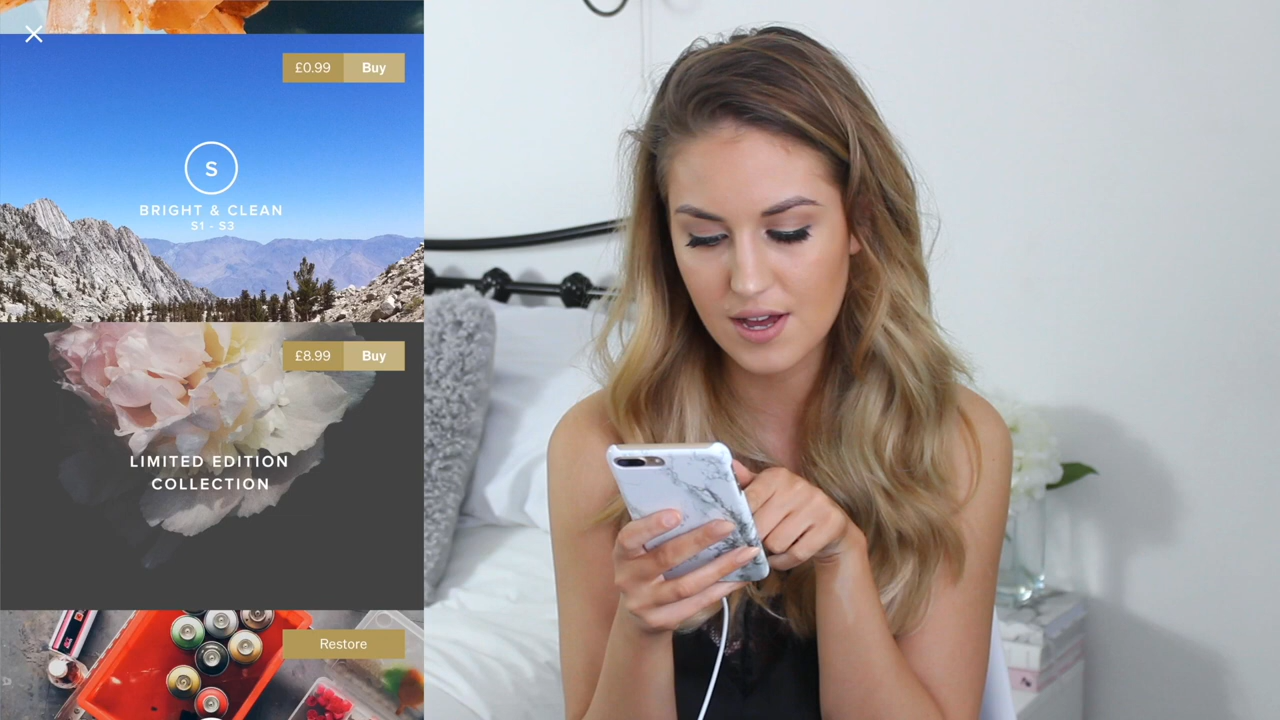 £0.99 Buy
S
BRIGHT & CLEAN
S1 - S3
£8.99 Buy
LIMITED EDITION
COLLECTION
Restore